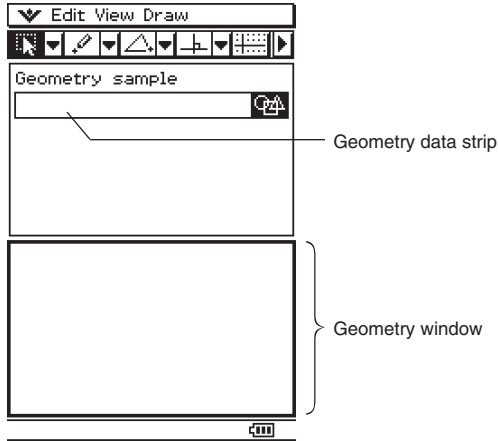 Edit View Draw
Geometry sample
Geometry data strip
Geometry window